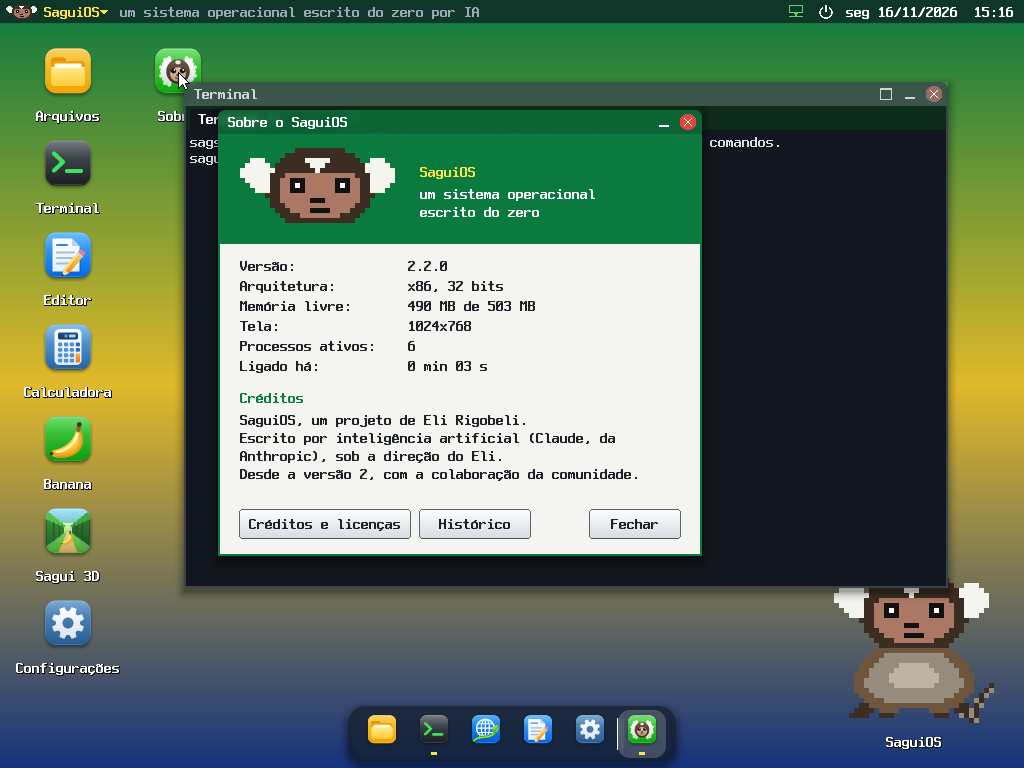 SaguiOS um sistema operacional escrito do zero por IA seg 16/11/2026 15:16
Arquivos
Terminal
Editor
Calculadora
Banana
Sagui 3D
Configurações
Terminal
comandos.
Sobre o SaguiOS
SaguiOS
um sistema operacional
escrito do zero
Versão: 2.2.0
Arquitetura: x86, 32 bits
Memória livre: 490 MB de 503 MB
Tela: 1024x768
Processos ativos: 6
Ligado há: 0 min 03 s
Créditos
SaguiOS, um projeto de Eli Rigobeli.
Escrito por inteligência artificial (Claude, da
Anthropic), sob a direção do Eli.
Desde a versão 2, com a colaboração da comunidade.
Créditos e licenças Histórico Fechar
SaguiOS